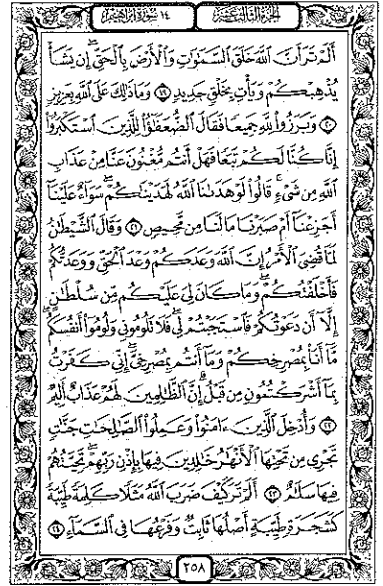 الجزء الثالث عشر ١٤ سورة إبراهيم
أَلَمْ تَرَ أَنَّ ٱللَّهَ خَلَقَ ٱلسَّمَٰوَٰتِ وَٱلْأَرْضَ بِٱلْحَقِّ ۚ إِن يَشَأْ
يُذْهِبْكُمْ وَيَأْتِ بِخَلْقٍ جَدِيدٍ ١٩ وَمَا ذَٰلِكَ عَلَى ٱللَّهِ بِعَزِيزٍ
٢٠ وَبَرَزُوا۟ لِلَّهِ جَمِيعًا فَقَالَ ٱلضُّعَفَٰٓؤُا۟ لِلَّذِينَ ٱسْتَكْبَرُوٓا۟
إِنَّا كُنَّا لَكُمْ تَبَعًا فَهَلْ أَنتُم مُّغْنُونَ عَنَّا مِنْ عَذَابِ
ٱللَّهِ مِن شَىْءٍ ۚ قَالُوا۟ لَوْ هَدَىٰنَا ٱللَّهُ لَهَدَيْنَٰكُمْ ۖ سَوَآءٌ عَلَيْنَآ
أَجَزِعْنَآ أَمْ صَبَرْنَا مَا لَنَا مِن مَّحِيصٍ ٢١ وَقَالَ ٱلشَّيْطَٰنُ
لَمَّا قُضِىَ ٱلْأَمْرُ إِنَّ ٱللَّهَ وَعَدَكُمْ وَعْدَ ٱلْحَقِّ وَوَعَدتُّكُمْ
فَأَخْلَفْتُكُمْ ۖ وَمَا كَانَ لِىَ عَلَيْكُم مِّن سُلْطَٰنٍ
إِلَّآ أَن دَعَوْتُكُمْ فَٱسْتَجَبْتُمْ لِى ۖ فَلَا تَلُومُونِى وَلُومُوٓا۟ أَنفُسَكُم ۖ
مَّآ أَنَا۠ بِمُصْرِخِكُمْ وَمَآ أَنتُم بِمُصْرِخِىَّ ۖ إِنِّى كَفَرْتُ
بِمَآ أَشْرَكْتُمُونِ مِن قَبْلُ ۗ إِنَّ ٱلظَّٰلِمِينَ لَهُمْ عَذَابٌ أَلِيمٌ
٢٢ وَأُدْخِلَ ٱلَّذِينَ ءَامَنُوا۟ وَعَمِلُوا۟ ٱلصَّٰلِحَٰتِ جَنَّٰتٍ
تَجْرِى مِن تَحْتِهَا ٱلْأَنْهَٰرُ خَٰلِدِينَ فِيهَا بِإِذْنِ رَبِّهِمْ ۖ تَحِيَّتُهُمْ
فِيهَا سَلَٰمٌ ٢٣ أَلَمْ تَرَ كَيْفَ ضَرَبَ ٱللَّهُ مَثَلًا كَلِمَةً طَيِّبَةً
كَشَجَرَةٍ طَيِّبَةٍ أَصْلُهَا ثَابِتٌ وَفَرْعُهَا فِى ٱلسَّمَآءِ ٢٤
٢٥٨